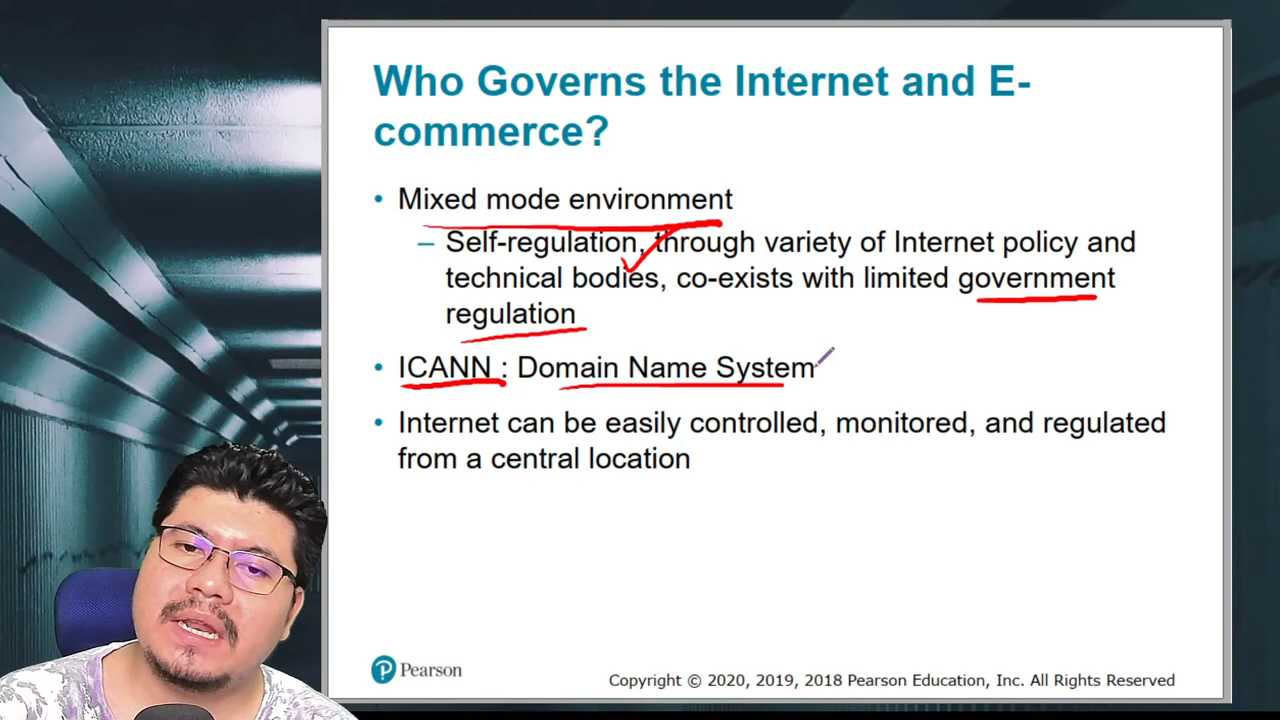 Who Governs the Internet and E-
commerce?
• Mixed mode environment
– Self-regulation, through variety of Internet policy and
technical bodies, co-exists with limited government
regulation
• ICANN : Domain Name System
• Internet can be easily controlled, monitored, and regulated
from a central location
Pearson
Copyright © 2020, 2019, 2018 Pearson Education, Inc. All Rights Reserved